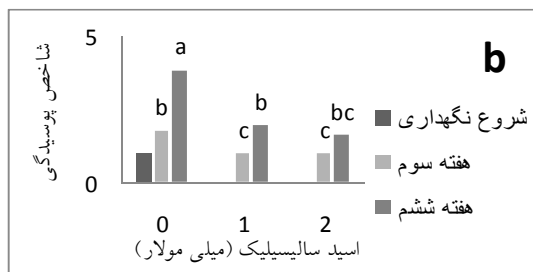 5
0
شاخص پوسیدگی
b
a
b
c
b
c
bc
شروع نگهداری
هفته سوم
هفته ششم
0 1 2
اسید سالیسیلیک (میلی مولار)